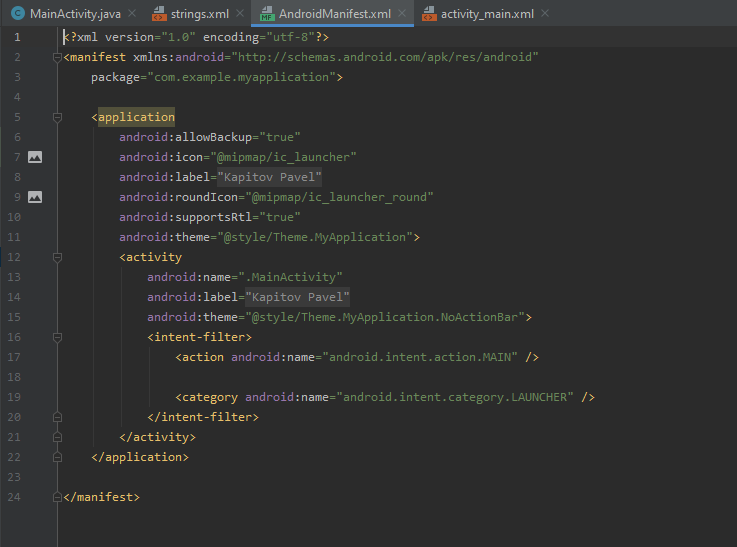 MainActivity.java strings.xml AndroidManifest.xml activity_main.xml
1 <?xml version="1.0" encoding="utf-8"?>
2 <manifest xmlns:android="http://schemas.android.com/apk/res/android"
3 package="com.example.myapplication">
4
5 <application
6 android:allowBackup="true"
7 android:icon="@mipmap/ic_launcher"
8 android:label="Kapitov Pavel"
9 android:roundIcon="@mipmap/ic_launcher_round"
10 android:supportsRtl="true"
11 android:theme="@style/Theme.MyApplication">
12 <activity
13 android:name=".MainActivity"
14 android:label="Kapitov Pavel"
15 android:theme="@style/Theme.MyApplication.NoActionBar">
16 <intent-filter>
17 <action android:name="android.intent.action.MAIN" />
18
19 <category android:name="android.intent.category.LAUNCHER" />
20 </intent-filter>
21 </activity>
22 </application>
23
24 </manifest>